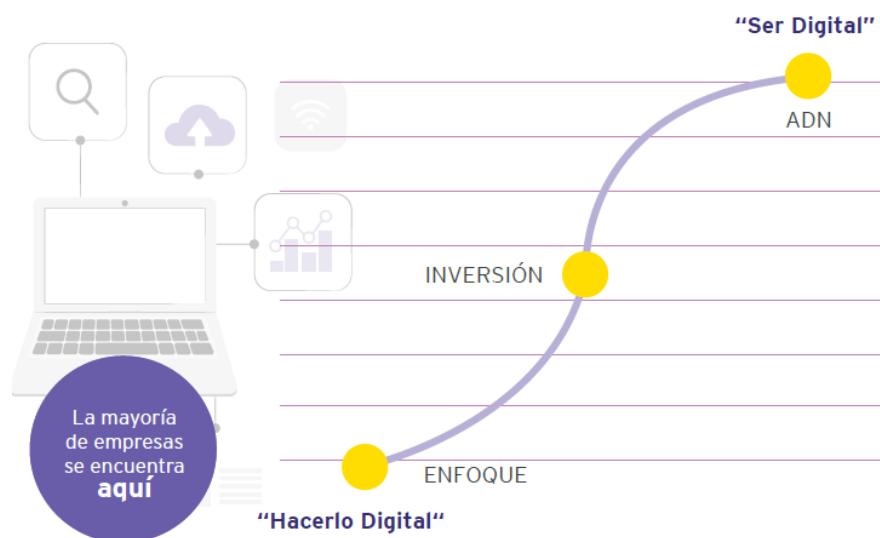 “Ser Digital”
ADN
INVERSIÓN
La mayoría
de empresas
se encuentra
aquí
ENFOQUE
“Hacerlo Digital“